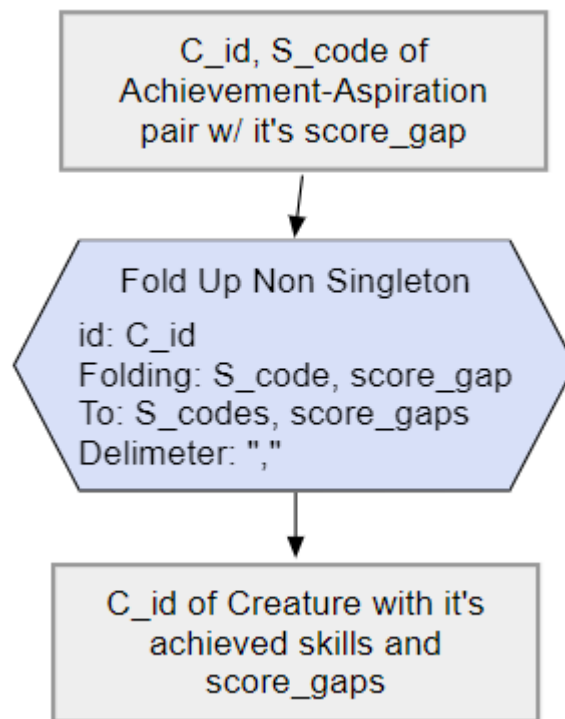 C_id, S_code of
Achievement-Aspiration
pair w/ it's score_gap
Fold Up Non Singleton
id: C_id
Folding: S_code, score_gap
To: S_codes, score_gaps
Delimeter: ","
C_id of Creature with it's
achieved skills and
score_gaps